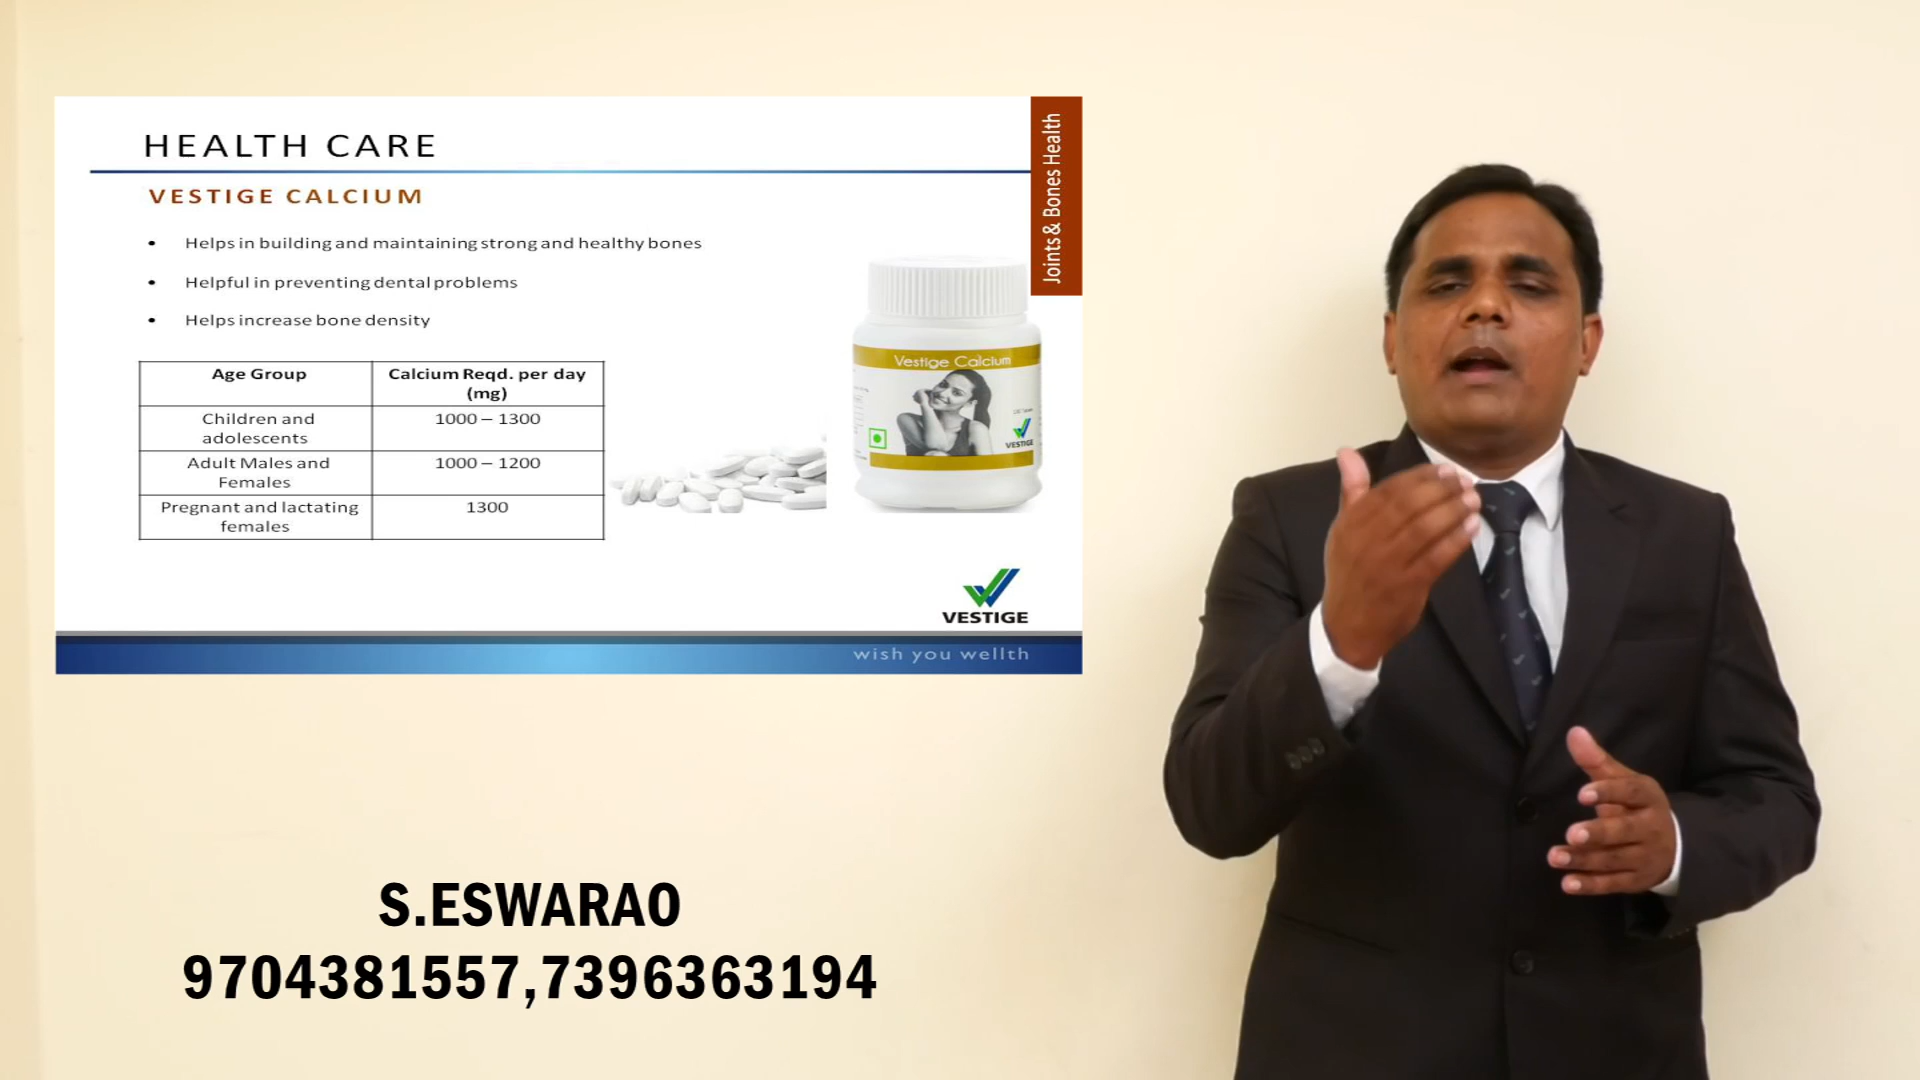 HEALTH CARE
VESTIGE CALCIUM
• Helps in building and maintaining strong and healthy bones
• Helpful in preventing dental problems
• Helps increase bone density
Age Group
Calcium Reqd. per day
(mg)
Children and
adolescents
1000 – 1300
Adult Males and
Females
1000 – 1200
Pregnant and lactating
females
1300
Joints & Bones Health
Vestige Calcium
VESTIGE
VESTIGE
wish you wellth
S.ESWARAO
9704381557,7396363194